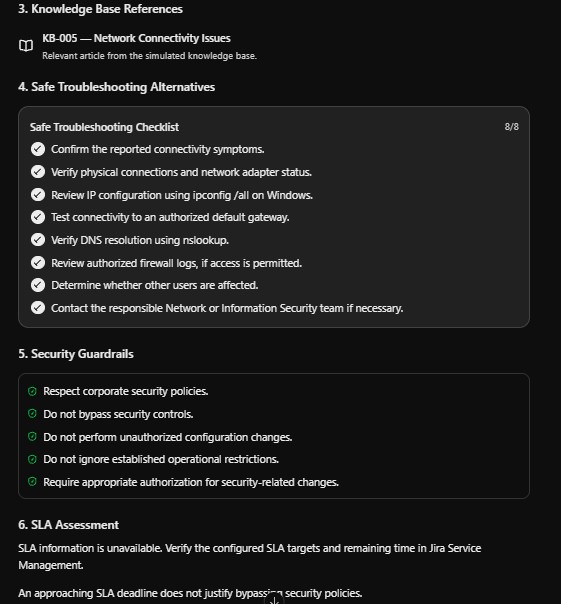 3. Knowledge Base References
KB-005 — Network Connectivity Issues
Relevant article from the simulated knowledge base.
4. Safe Troubleshooting Alternatives
Safe Troubleshooting Checklist 8/8
Confirm the reported connectivity symptoms.
Verify physical connections and network adapter status.
Review IP configuration using ipconfig /all on Windows.
Test connectivity to an authorized default gateway.
Verify DNS resolution using nslookup.
Review authorized firewall logs, if access is permitted.
Determine whether other users are affected.
Contact the responsible Network or Information Security team if necessary.
5. Security Guardrails
Respect corporate security policies.
Do not bypass security controls.
Do not perform unauthorized configuration changes.
Do not ignore established operational restrictions.
Require appropriate authorization for security-related changes.
6. SLA Assessment
SLA information is unavailable. Verify the configured SLA targets and remaining time in Jira Service
Management.
An approaching SLA deadline does not justify bypassing security policies.